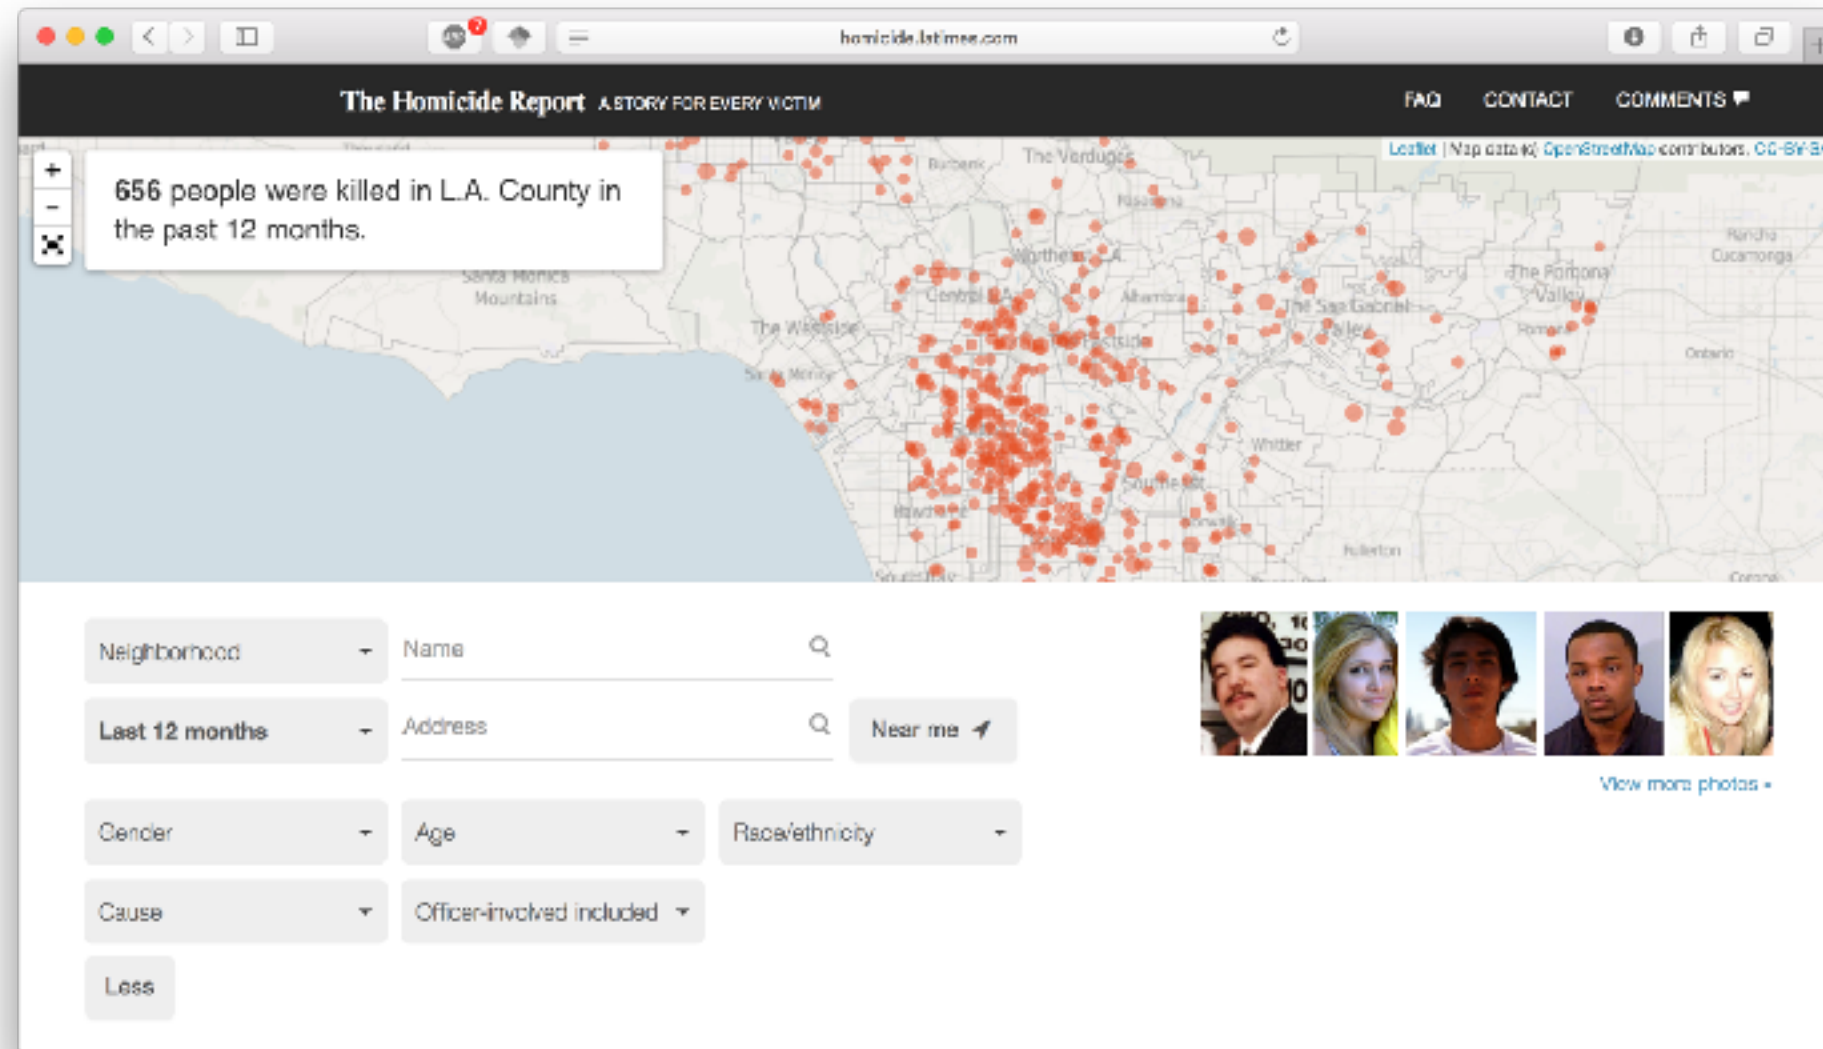 homicide.latimes.com
The Homicide Report A STORY FOR EVERY VICTIM
FAQ CONTACT COMMENTS
Leaflet | Map data (c) OpenStreetMap contributors,
+
656 people were killed in L.A. County in
the past 12 months.
-
Burbank
The Verdugos
Pasadena
Rancho
Cucamonga
Santa Monica
Mountains
Northeast L.A.
The Pomona
Valley
Central L.A.
Alhambra
The San Gabriel
Valley
The Westside
Eastside
Pomona
Ontario
Santa Monica
Whittier
Southeast
Hawthorne
Norwalk
Fullerton
South Bay
Corona
Neighborhood
Name
Last 12 months
Address
Near me
View more photos »
Gender
Age
Race/ethnicity
Cause
Officer-involved included
Less